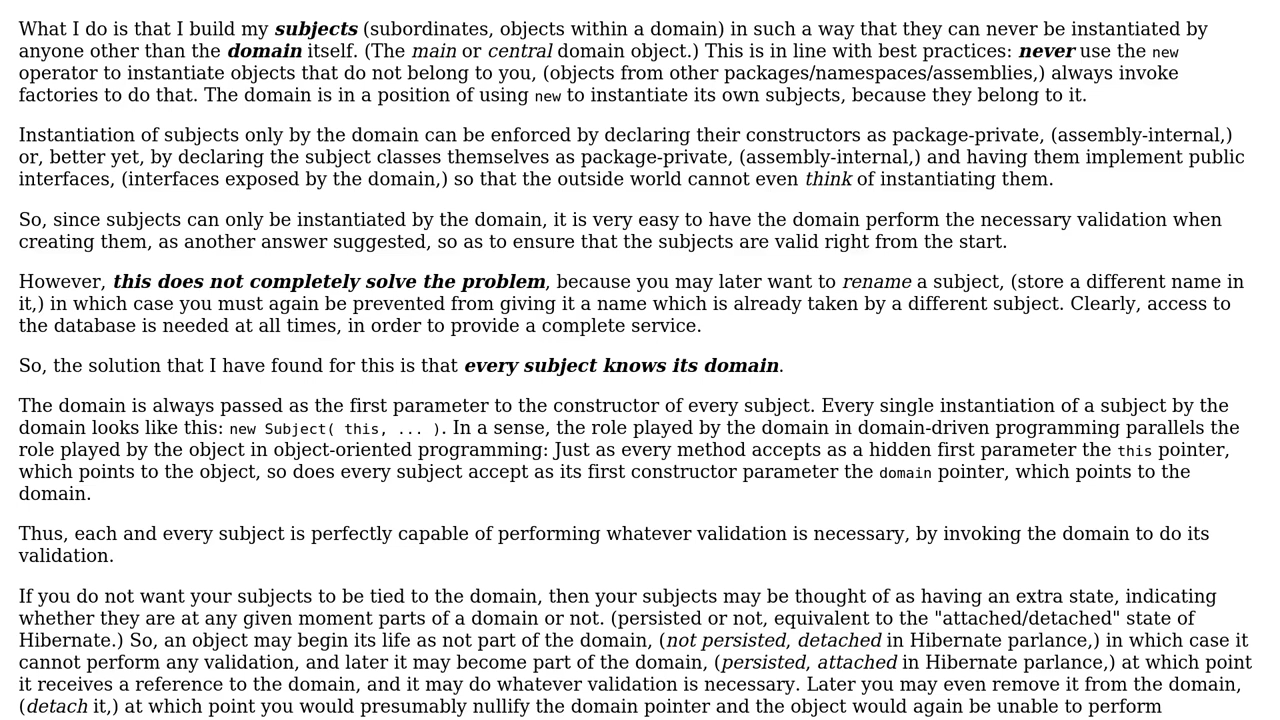 What I do is that I build my subjects (subordinates, objects within a domain) in such a way that they can never be instantiated by
anyone other than the domain itself. (The main or central domain object.) This is in line with best practices: never use the new
operator to instantiate objects that do not belong to you, (objects from other packages/namespaces/assemblies,) always invoke
factories to do that. The domain is in a position of using new to instantiate its own subjects, because they belong to it.
Instantiation of subjects only by the domain can be enforced by declaring their constructors as package-private, (assembly-internal,)
or, better yet, by declaring the subject classes themselves as package-private, (assembly-internal,) and having them implement public
interfaces, (interfaces exposed by the domain,) so that the outside world cannot even think of instantiating them.
So, since subjects can only be instantiated by the domain, it is very easy to have the domain perform the necessary validation when
creating them, as another answer suggested, so as to ensure that the subjects are valid right from the start.
However, this does not completely solve the problem, because you may later want to rename a subject, (store a different name in
it,) in which case you must again be prevented from giving it a name which is already taken by a different subject. Clearly, access to
the database is needed at all times, in order to provide a complete service.
So, the solution that I have found for this is that every subject knows its domain.
The domain is always passed as the first parameter to the constructor of every subject. Every single instantiation of a subject by the
domain looks like this: new Subject( this, ... ). In a sense, the role played by the domain in domain-driven programming parallels the
role played by the object in object-oriented programming: Just as every method accepts as a hidden first parameter the this pointer,
which points to the object, so does every subject accept as its first constructor parameter the domain pointer, which points to the
domain.
Thus, each and every subject is perfectly capable of performing whatever validation is necessary, by invoking the domain to do its
validation.
If you do not want your subjects to be tied to the domain, then your subjects may be thought of as having an extra state, indicating
whether they are at any given moment parts of a domain or not. (persisted or not, equivalent to the "attached/detached" state of
Hibernate.) So, an object may begin its life as not part of the domain, (not persisted, detached in Hibernate parlance,) in which case it
cannot perform any validation, and later it may become part of the domain, (persisted, attached in Hibernate parlance,) at which point
it receives a reference to the domain, and it may do whatever validation is necessary. Later you may even remove it from the domain,
(detach it,) at which point you would presumably nullify the domain pointer and the object would again be unable to perform